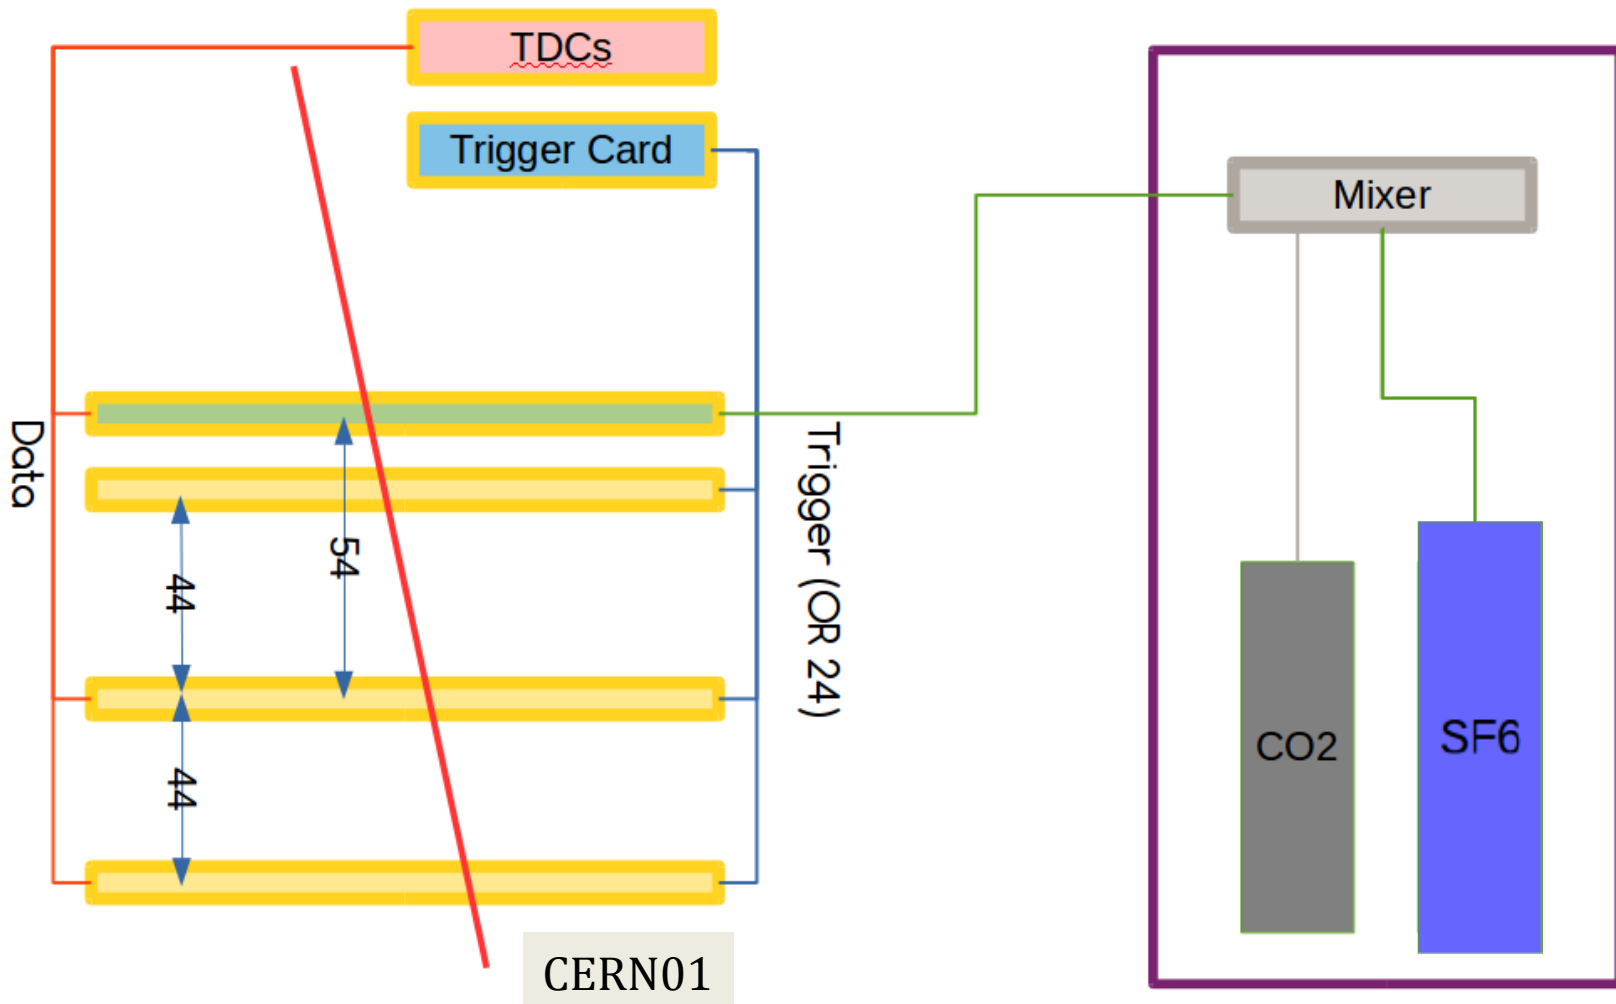 TDCs
Trigger Card
Mixer
Data
Trigger (OR 24)
54
44
44
CO2
SF6
CERN01